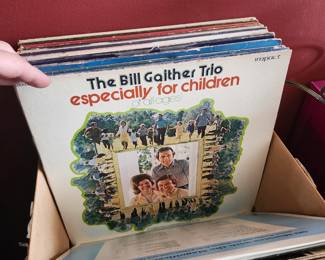 The Bill Gaither Trio
impact
especially for children
of all ages